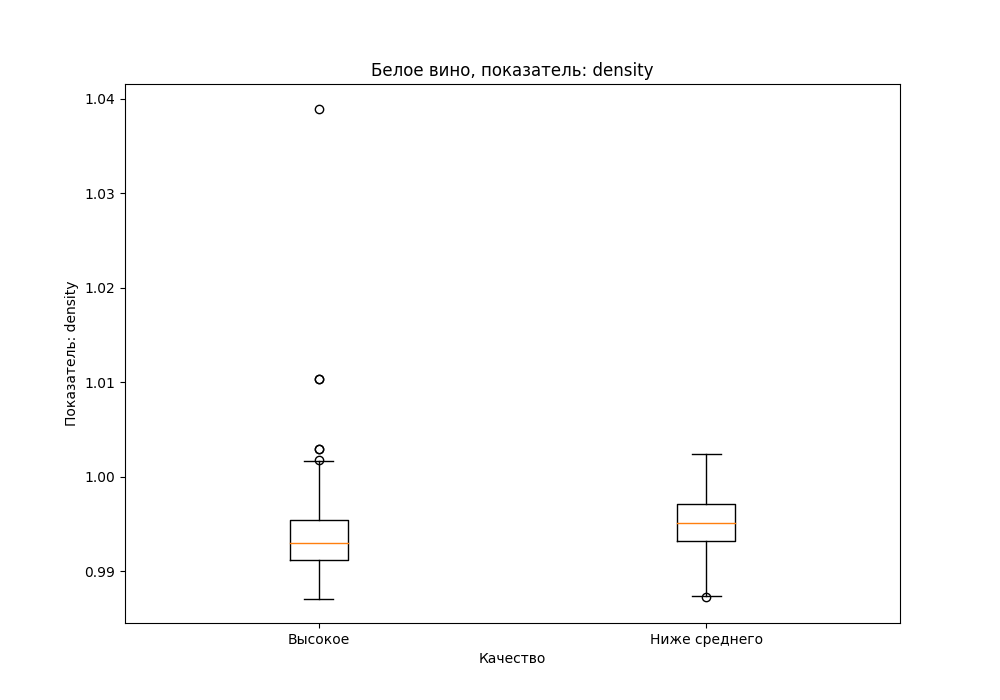 Белое вино, показатель: density
Показатель: density
1.04
1.03
1.02
1.01
1.00
0.99
Высокое
Ниже среднего
Качество